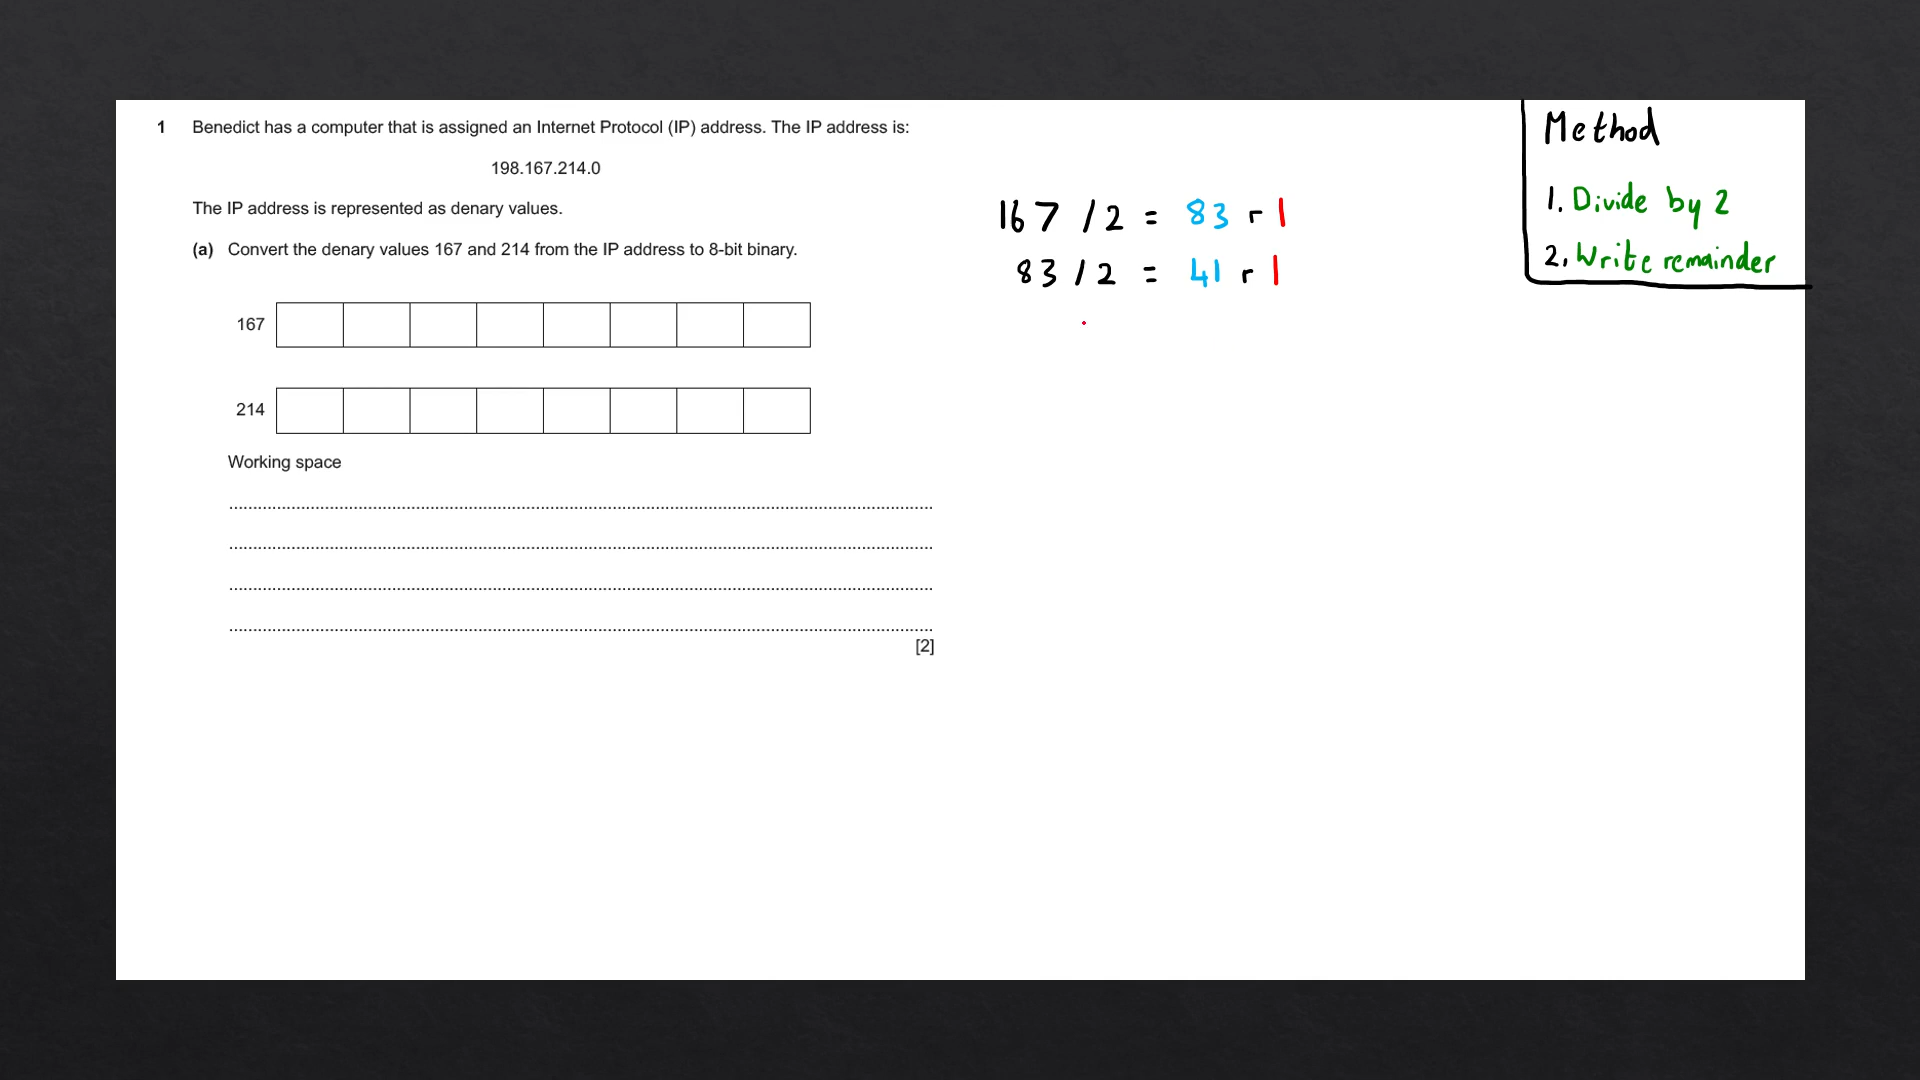 1 Benedict has a computer that is assigned an Internet Protocol (IP) address. The IP address is:
198.167.214.0
The IP address is represented as denary values.
(a) Convert the denary values 167 and 214 from the IP address to 8-bit binary.
167
214
Working space
[2]
167 / 2 = 83 r 1
83 / 2 = 41 r 1
Method
1. Divide by 2
2. Write remainder